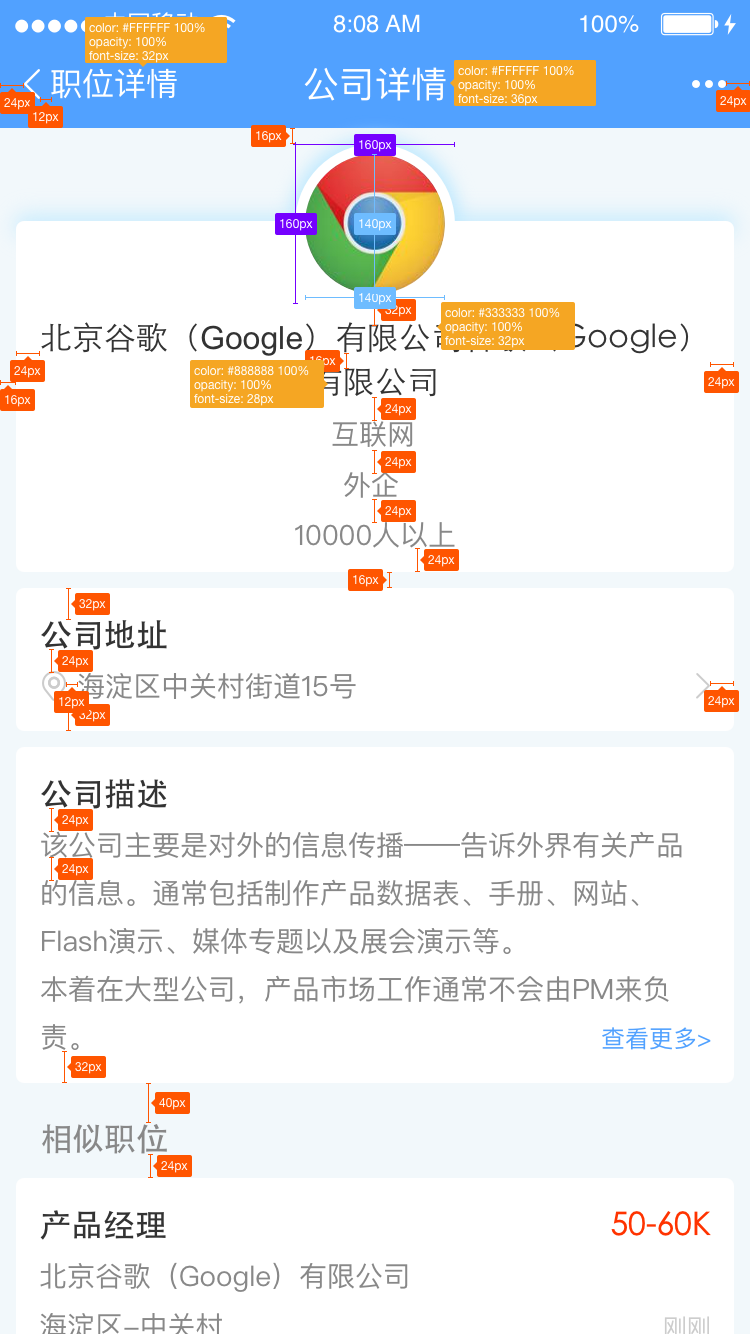 8:08 AM
100%
color: #FFFFFF 100%
opacity: 100%
font-size: 32px
职位详情
公司详情
color: #FFFFFF 100%
opacity: 100%
font-size: 36px
24px
12px
24px
16px
160px
160px
140px
140px
32px
color: #333333 100%
opacity: 100%
font-size: 32px
北京谷歌（Google）有限公
Google）
16px
有限公司
color: #888888 100%
opacity: 100%
font-size: 28px
24px
16px
24px
24px
互联网
24px
外企
24px
10000人以上
24px
16px
32px
公司地址
24px
海淀区中关村街道15号
12px
32px
24px
公司描述
24px
该公司主要是对外的信息传播——告诉外界有关产品
24px
的信息。通常包括制作产品数据表、手册、网站、
Flash演示、媒体专题以及展会演示等。
本着在大型公司，产品市场工作通常不会由PM来负
责。
查看更多>
32px
40px
相似职位
24px
产品经理
50-60K
北京谷歌（Google）有限公司
海淀区–中关村
刚刚